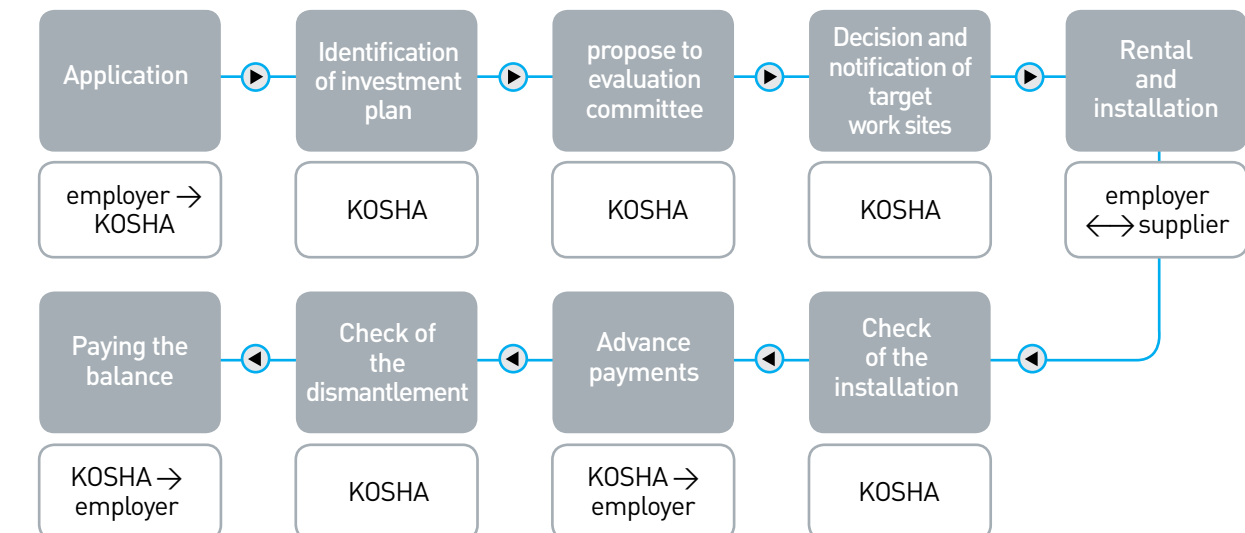 Application
employer →
KOSHA
Identification
of investment
plan
KOSHA
propose to
evaluation
committee
KOSHA
Decision and
notification of
target
work sites
KOSHA
Rental
and
installation
employer
←→ supplier
Check
of the
installation
KOSHA
Advance
payments
KOSHA →
employer
Check of
the
dismantlement
KOSHA
Paying the
balance
KOSHA →
employer